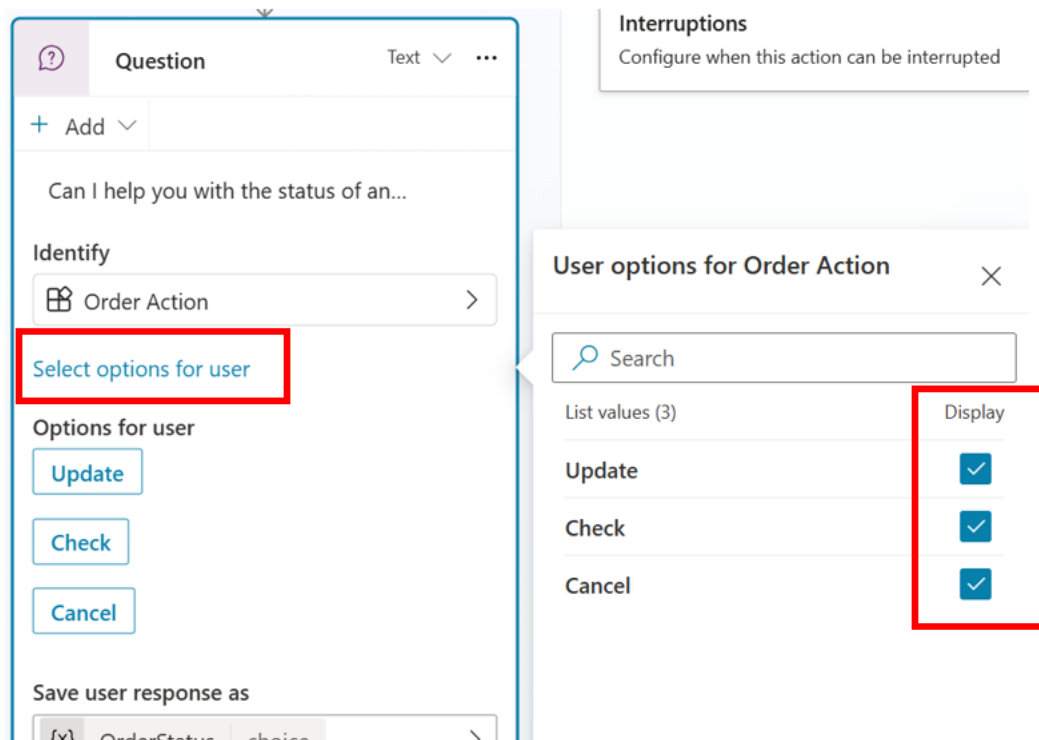 Question
Text
Add
Can I help you with the status of an...
Identify
Order Action
Select options for user
Options for user
Update
Check
Cancel
Save user response as
{x} OrderStatus choice
Interruptions
Configure when this action can be interrupted
User options for Order Action
Search
List values (3) Display
Update
Check
Cancel